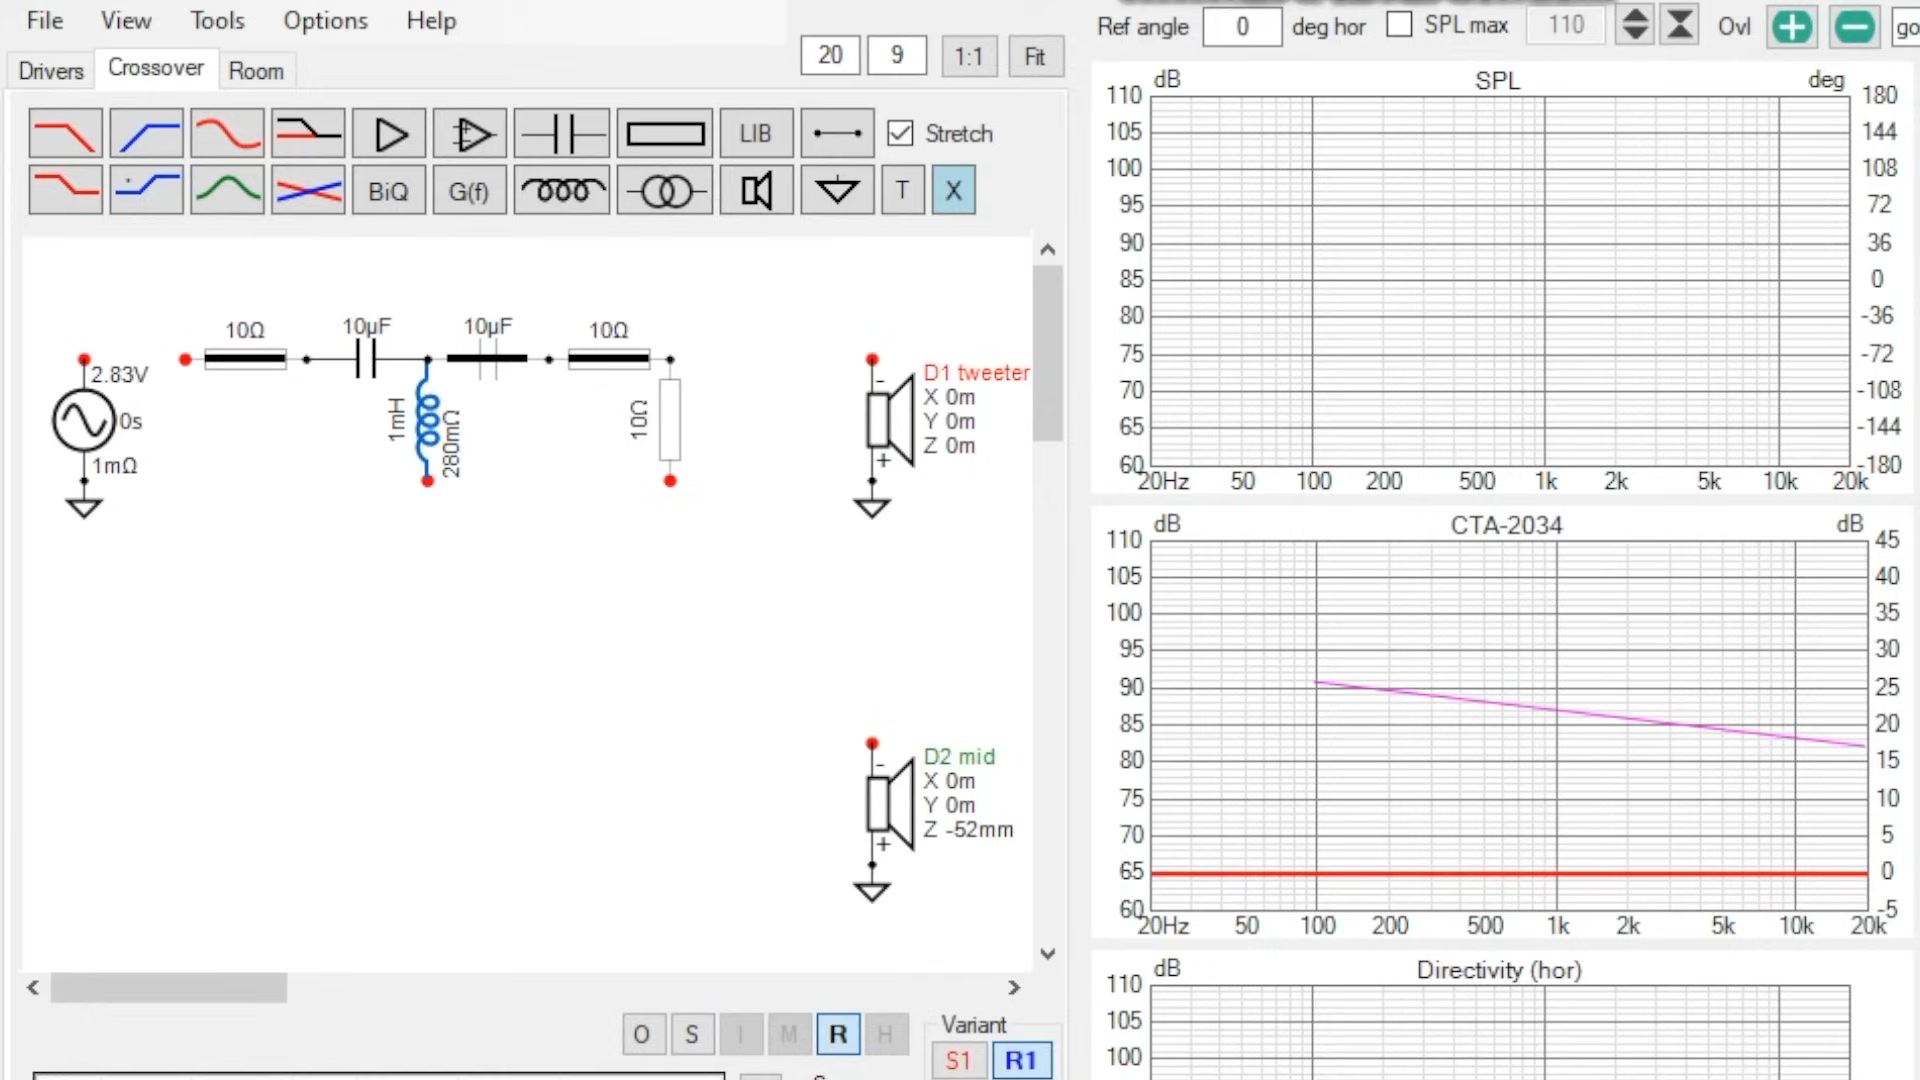 File View Tools Options Help
Ref angle 0 deg hor SPL max 110 Ovl go
Drivers Crossover Room
20 9 1:1 Fit
LIB Stretch
BiQ G(f) T X
10Ω 10µF 10µF 10Ω
2.83V
0s
1mΩ
1mH
280mΩ
10Ω
D1 tweeter
X 0m
Y 0m
Z 0m
-
+
D2 mid
X 0m
Y 0m
Z -52mm
-
+
O S I M R H
Variant
S1 R1
dB SPL deg
110 180
105 144
100 108
95 72
90 36
85 0
80 -36
75 -72
70 -108
65 -144
60 -180
20Hz 50 100 200 500 1k 2k 5k 10k 20k
dB CTA-2034 dB
110 45
105 40
100 35
95 30
90 25
85 20
80 15
75 10
70 5
65 0
60 -5
20Hz 50 100 200 500 1k 2k 5k 10k 20k
dB Directivity (hor)
110
105
100